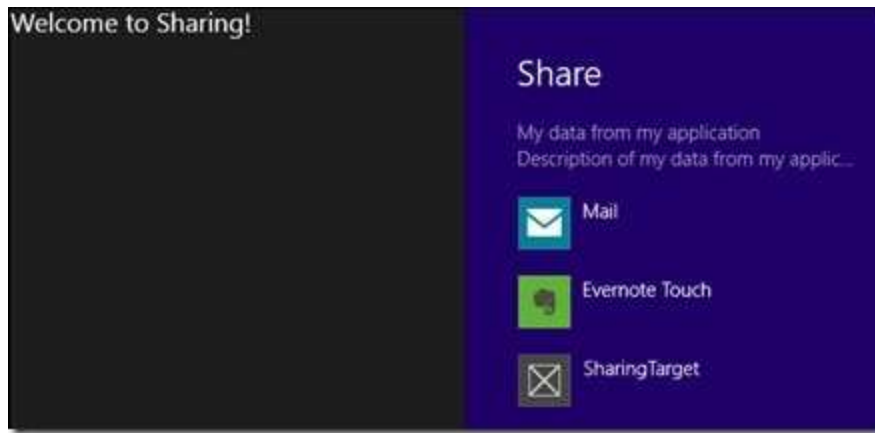 Welcome to Sharing!
Share
My data from my application
Description of my data from my applic...
Mail
Evernote Touch
SharingTarget